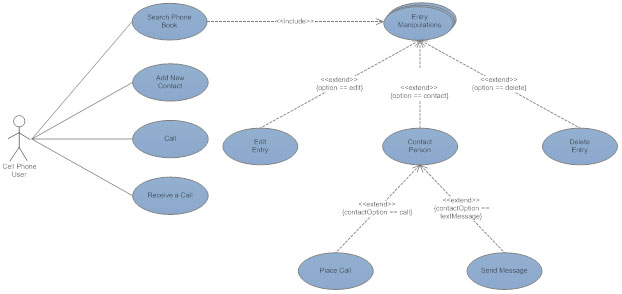 Search Phone
Book
<<include>>
Entry
Manipulations
Add New
Contact
<<extend>>
{option == edit}
<<extend>>
{option == contact}
<<extend>>
{option == delete}
Cell Phone
User
Call
Edit
Entry
Contact
Person
Delete
Entry
Receive a Call
<<extend>>
{contactOption == call}
<<extend>>
{contactOption ==
textMessage}
Place Call
Send Message